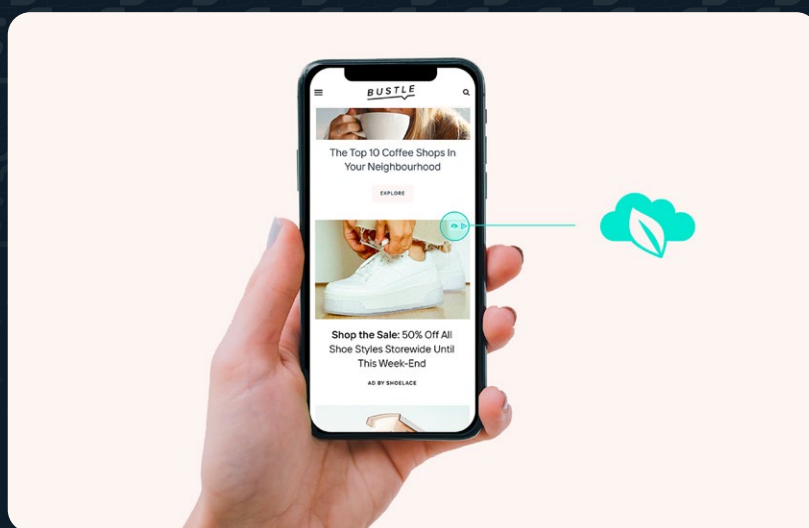 BUSTLE
The Top 10 Coffee Shops In
Your Neighbourhood
EXPLORE
Shop the Sale: 50% Off All
Shoe Styles Storewide Until
This Week-End
AD BY SHOELACE